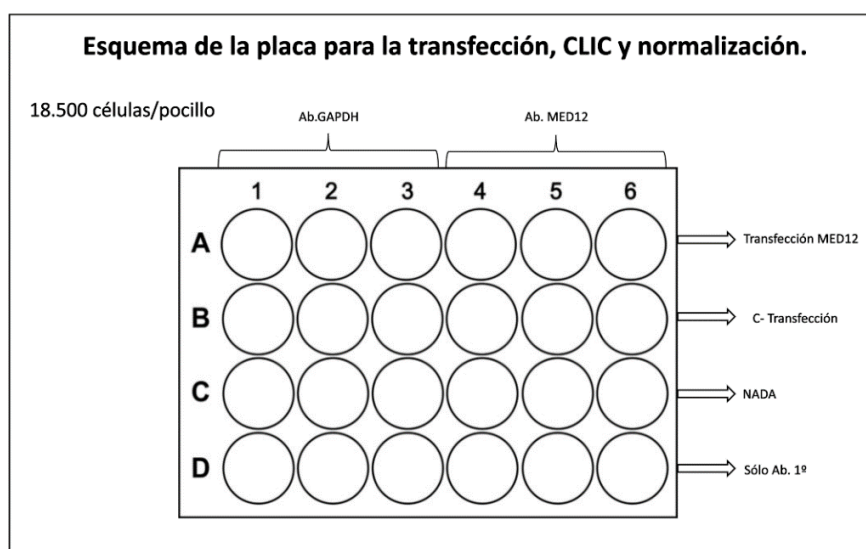 Esquema de la placa para la transfección, CLIC y normalización.
18.500 células/pocillo
Ab.GAPDH
Ab. MED12
1 2 3 4 5 6
A
Transfección MED12
B
C- Transfección
C
NADA
D
Sólo Ab. 1º